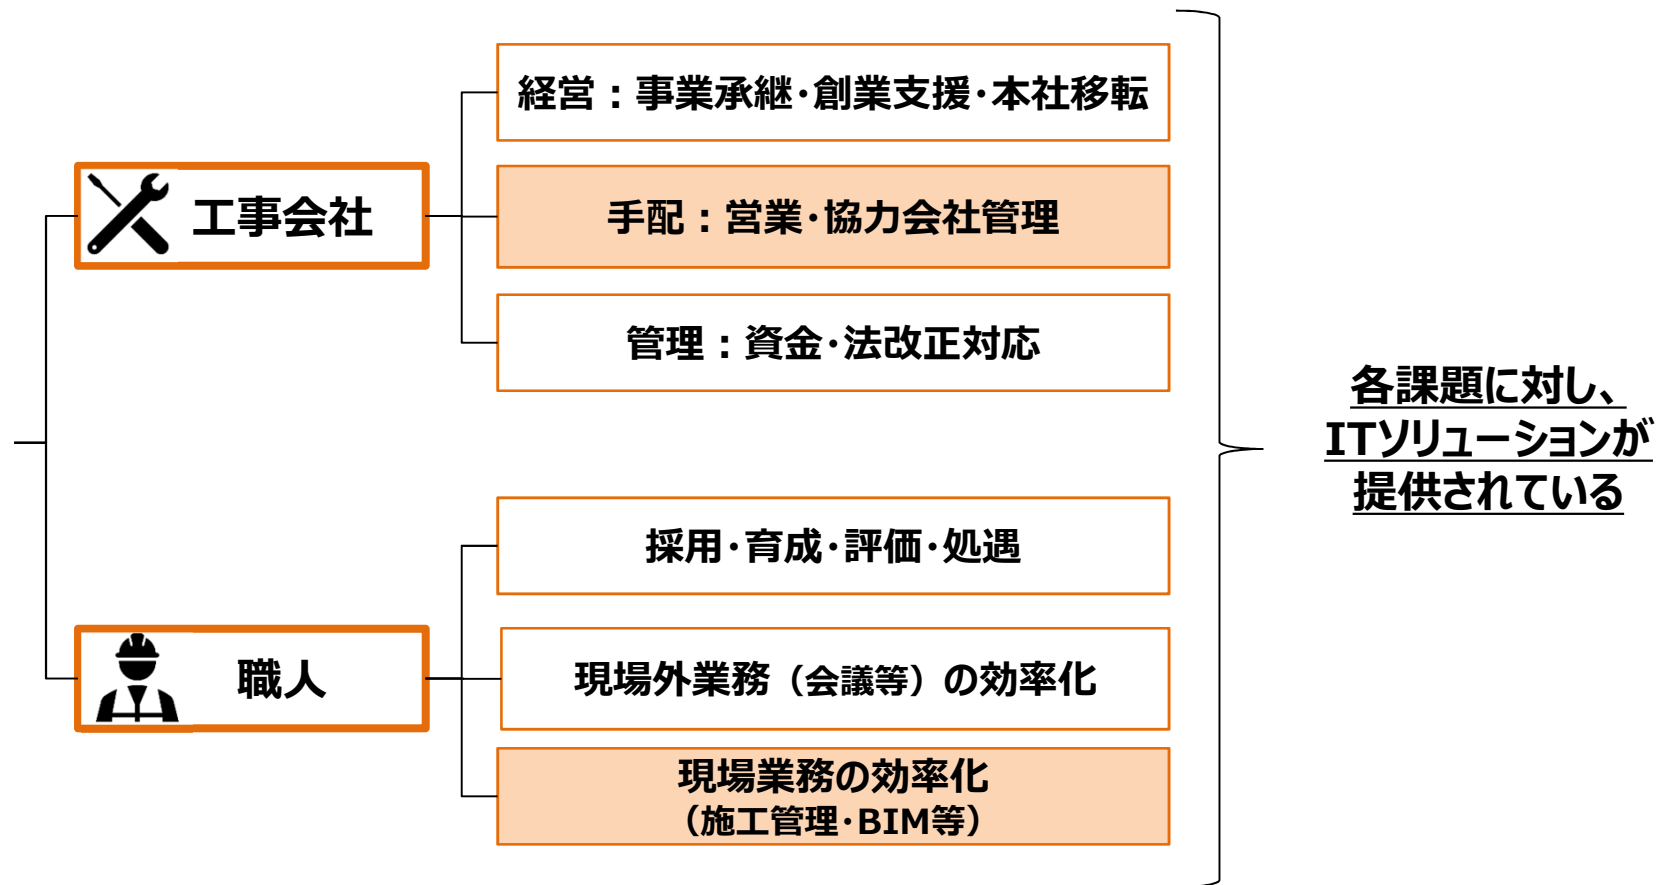 経営：事業承継・創業支援・本社移転
工事会社
手配：営業・協力会社管理
管理：資金・法改正対応
各課題に対し、
ITソリューションが
提供されている
採用・育成・評価・処遇
職人
現場外業務（会議等）の効率化
現場業務の効率化
（施工管理・BIM等）